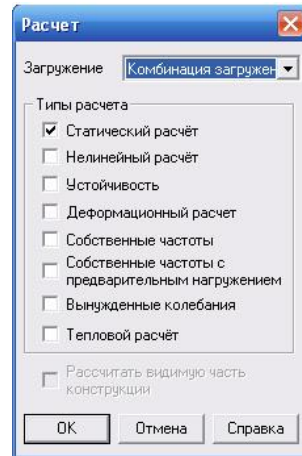 Расчет
Загружение Комбинация загружен
Типы расчета
Статический расчёт
Нелинейный расчёт
Устойчивость
Деформационный расчет
Собственные частоты
Собственные частоты с
предварительным нагружением
Вынужденные колебания
Тепловой расчёт
Рассчитать видимую часть
конструкции
OK Отмена Справка